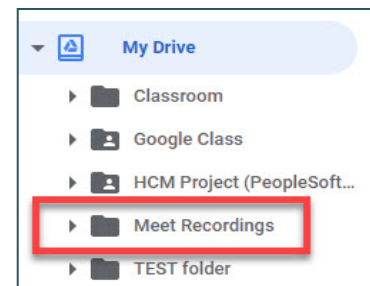 My Drive
Classroom
Google Class
HCM Project (PeopleSoft...
Meet Recordings
TEST folder